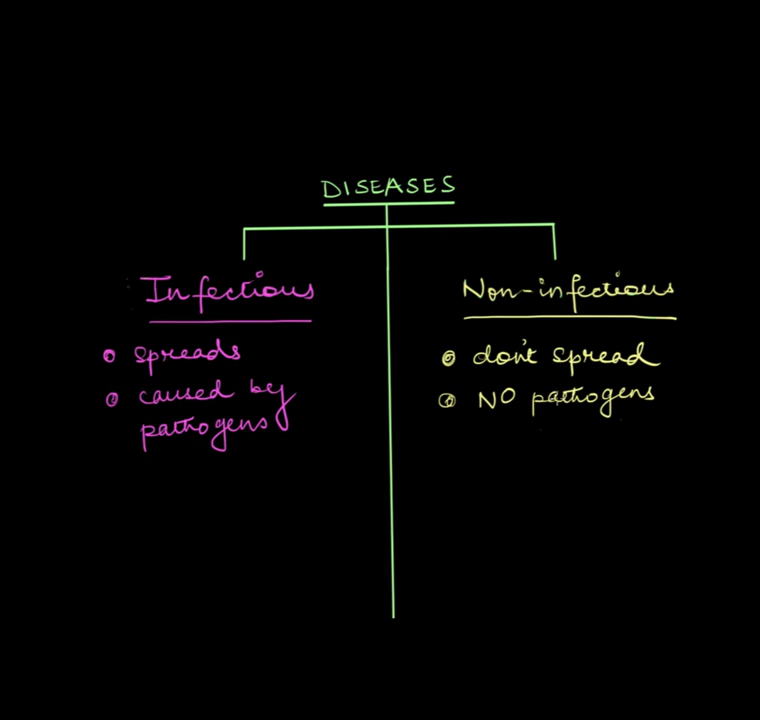 DISEASES
Infectious
spreads
caused by
pathogens
Non-infectious
don't spread
NO pathogens